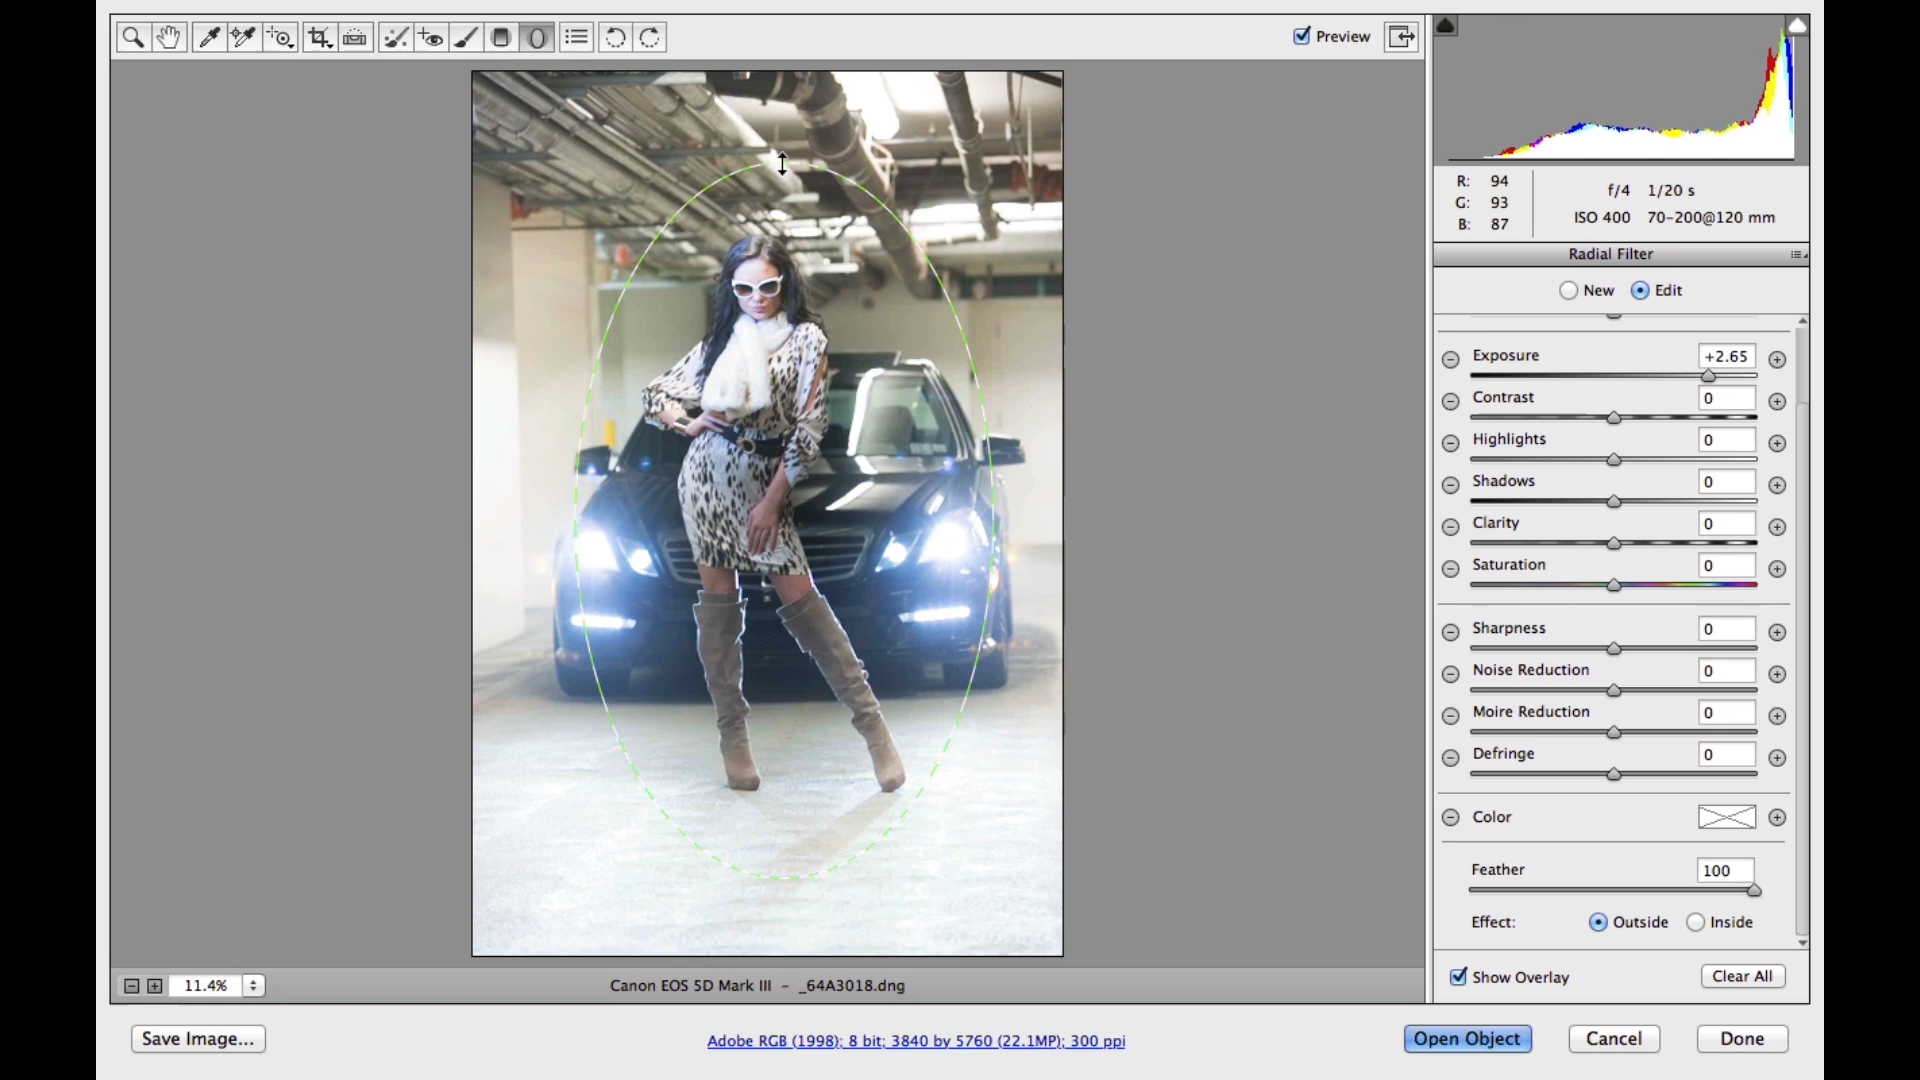 Preview
R: 94
G: 93
B: 87
f/4 1/20 s
ISO 400 70-200@120 mm
Radial Filter
New Edit
Exposure +2.65
Contrast 0
Highlights 0
Shadows 0
Clarity 0
Saturation 0
Sharpness 0
Noise Reduction 0
Moire Reduction 0
Defringe 0
Color
Feather 100
Effect: Outside Inside
Show Overlay Clear All
11.4% Canon EOS 5D Mark III - _64A3018.dng
Save Image... Adobe RGB (1998); 8 bit; 3840 by 5760 (22.1MP); 300 ppi Open Object Cancel Done